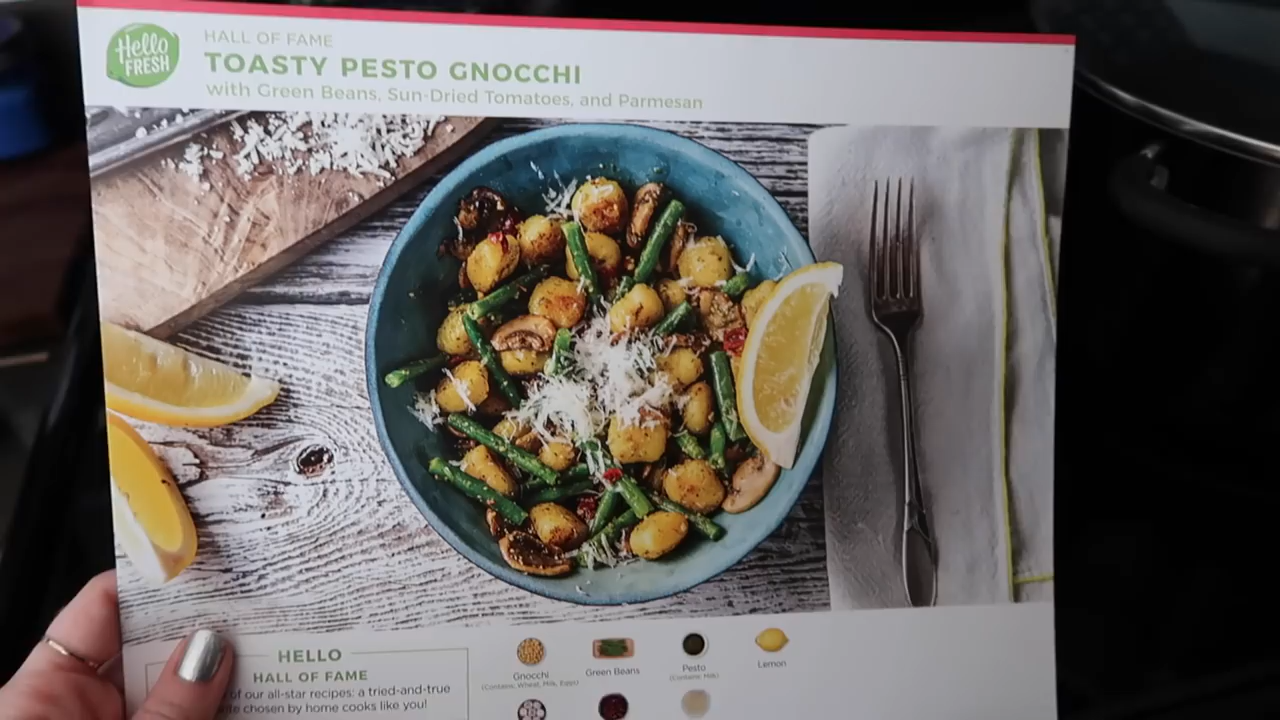 Hello
FRESH
HALL OF FAME
TOASTY PESTO GNOCCHI
with Green Beans, Sun-Dried Tomatoes, and Parmesan
HELLO
HALL OF FAME
of our all-star recipes: a tried-and-true
chosen by home cooks like you!
Gnocchi
(Contains: Wheat, Milk, Eggs)
Green Beans
Pesto
(Contains: Milk)
Lemon